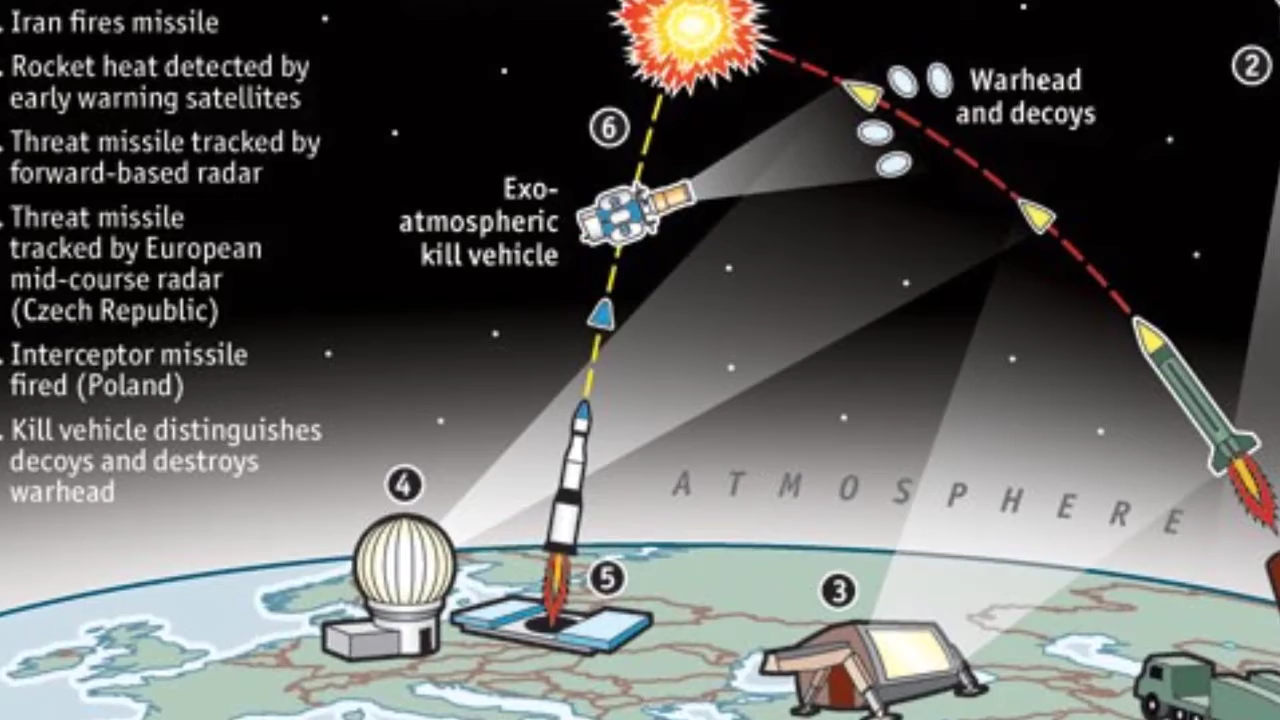 . Iran fires missile
. Rocket heat detected by
early warning satellites
. Threat missile tracked by
forward-based radar
. Threat missile
tracked by European
mid-course radar
(Czech Republic)
. Interceptor missile
fired (Poland)
. Kill vehicle distinguishes
decoys and destroys
warhead
2
Warhead
and decoys
6
Exo-
atmospheric
kill vehicle
ATMOSPHERE
4
5
3